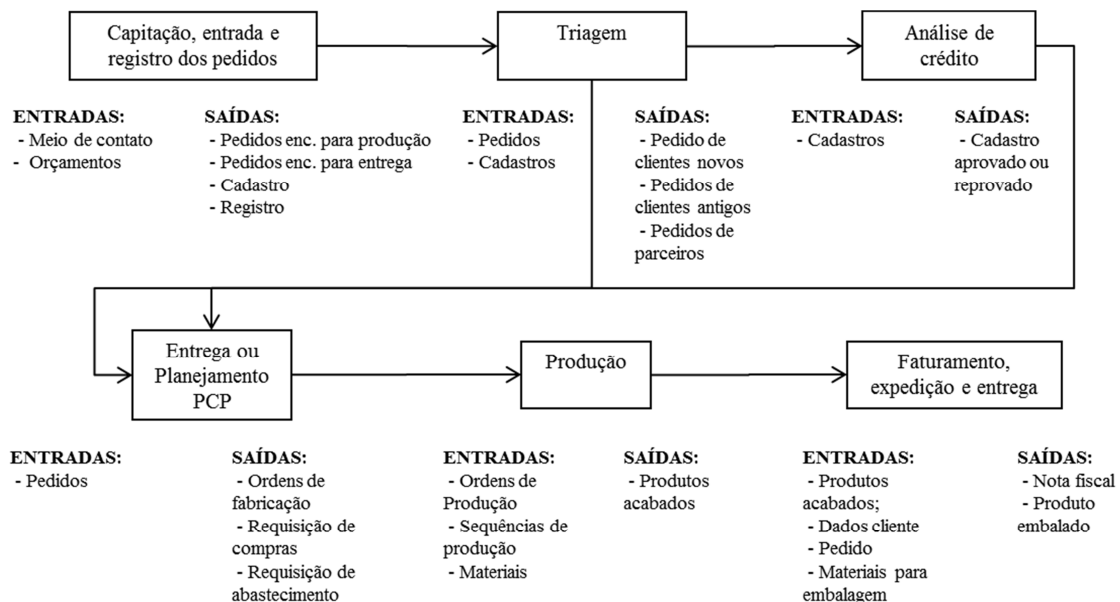 Capitação, entrada e
registro dos pedidos
Triagem
Análise de
crédito
ENTRADAS:
- Meio de contato
- Orçamentos
SAÍDAS:
- Pedidos enc. para produção
- Pedidos enc. para entrega
- Cadastro
- Registro
ENTRADAS:
- Pedidos
- Cadastros
SAÍDAS:
- Pedido de
clientes novos
- Pedidos de
clientes antigos
- Pedidos de
parceiros
ENTRADAS:
- Cadastros
SAÍDAS:
- Cadastro
aprovado ou
reprovado
Entrega ou
Planejamento
PCP
Produção
Faturamento,
expedição e entrega
ENTRADAS:
- Pedidos
SAÍDAS:
- Ordens de
fabricação
- Requisição de
compras
- Requisição de
abastecimento
ENTRADAS:
- Ordens de
Produção
- Sequências de
produção
- Materiais
SAÍDAS:
- Produtos
acabados
ENTRADAS:
- Produtos
acabados;
- Dados cliente
- Pedido
- Materiais para
embalagem
SAÍDAS:
- Nota fiscal
- Produto
embalado